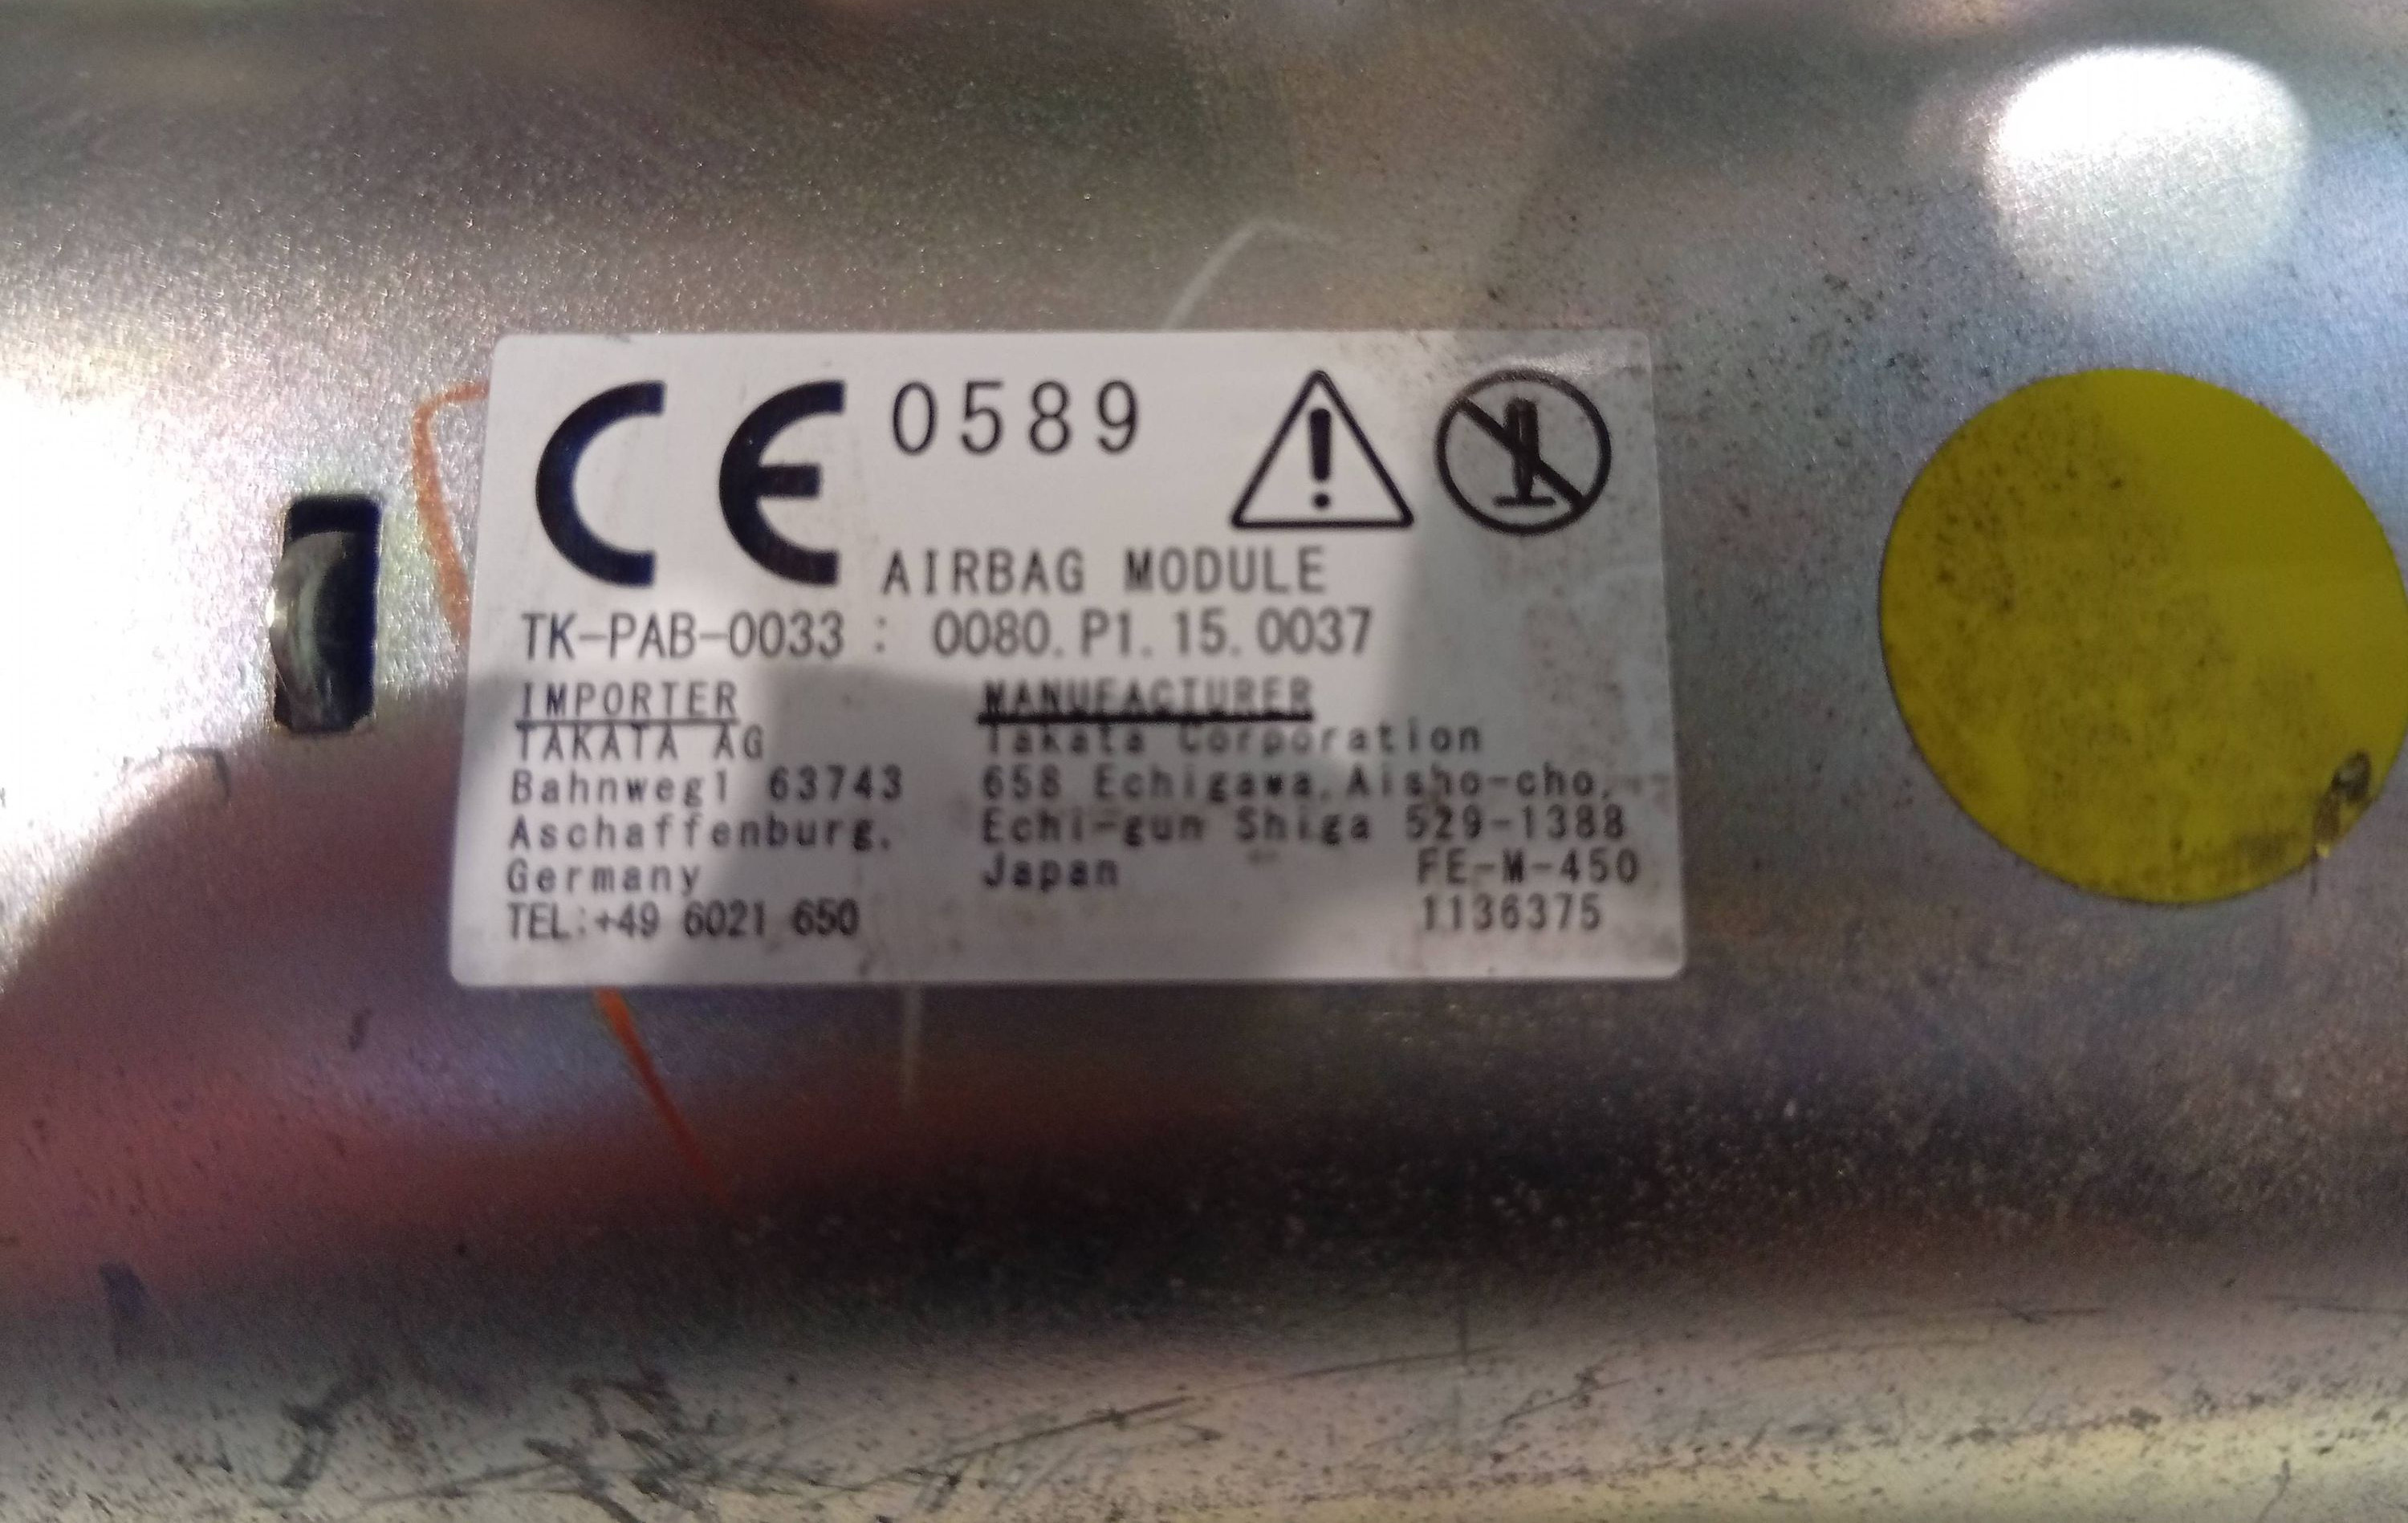 CE 0589
AIRBAG MODULE
TK-PAB-0033 : 0080.P1.15.0037
IMPORTER
TAKATA AG
Bahnweg1 63743
Aschaffenburg,
Germany
TEL:+49 6021 650
MANUFACTURER
Takata Corporation
658 Echigawa,Aisho-cho,
Echi-gun Shiga 529-1388
Japan
FE-M-450
1136375